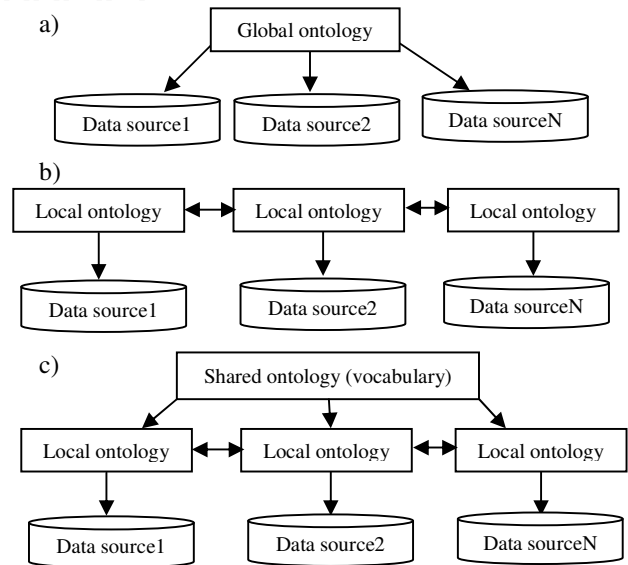 a)
Global ontology
Data source1
Data source2
Data sourceN
b)
Local ontology
Local ontology
Local ontology
Data source1
Data source2
Data sourceN
c)
Shared ontology (vocabulary)
Local ontology
Local ontology
Local ontology
Data source1
Data source2
Data sourceN